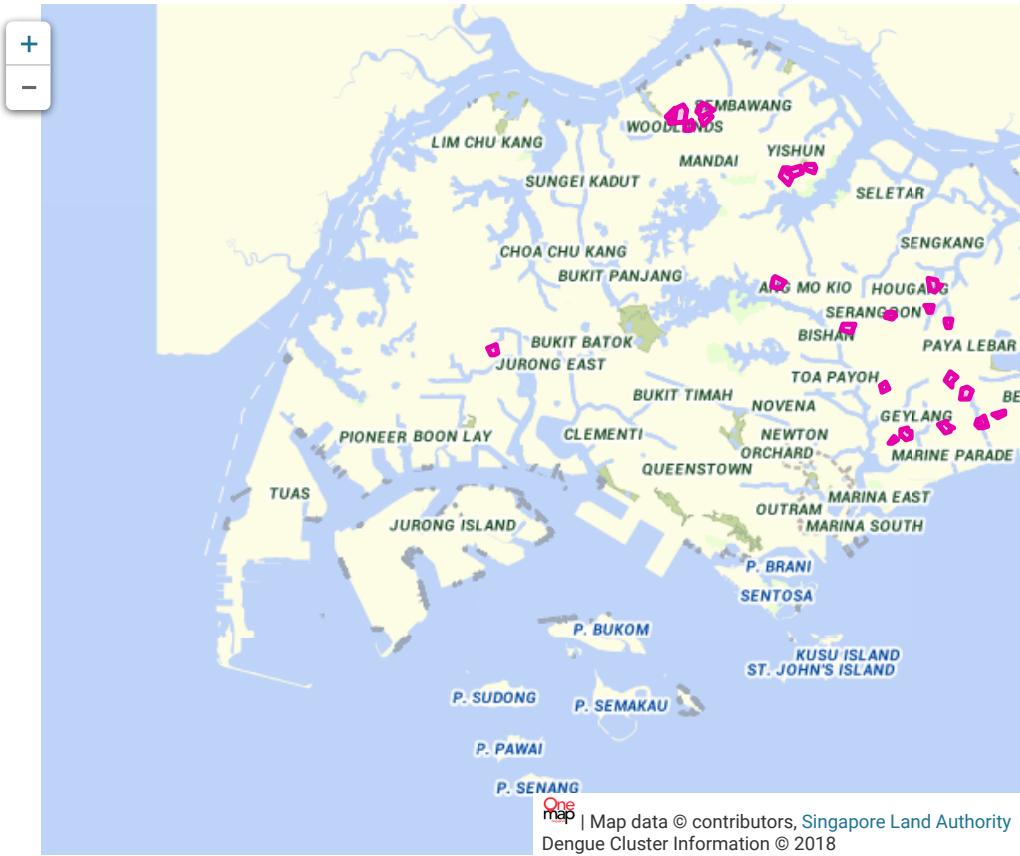 +
−
SEMBAWANG
WOODLANDS
LIM CHU KANG
YISHUN
MANDAI
SUNGEI KADUT
SELETAR
SENGKANG
CHOA CHU KANG
BUKIT PANJANG
ANG MO KIO
HOUGANG
SERANGOON
BISHAN
BUKIT BATOK
PAYA LEBAR
JURONG EAST
TOA PAYOH
BUKIT TIMAH
BE
NOVENA
GEYLANG
PIONEER
BOON LAY
CLEMENTI
NEWTON
ORCHARD
MARINE PARADE
QUEENSTOWN
TUAS
MARINA EAST
OUTRAM
JURONG ISLAND
MARINA SOUTH
P. BRANI
SENTOSA
P. BUKOM
KUSU ISLAND
ST. JOHN'S ISLAND
P. SUDONG
P. SEMAKAU
P. PAWAI
P. SENANG
One
map | Map data © contributors, Singapore Land Authority
Dengue Cluster Information © 2018